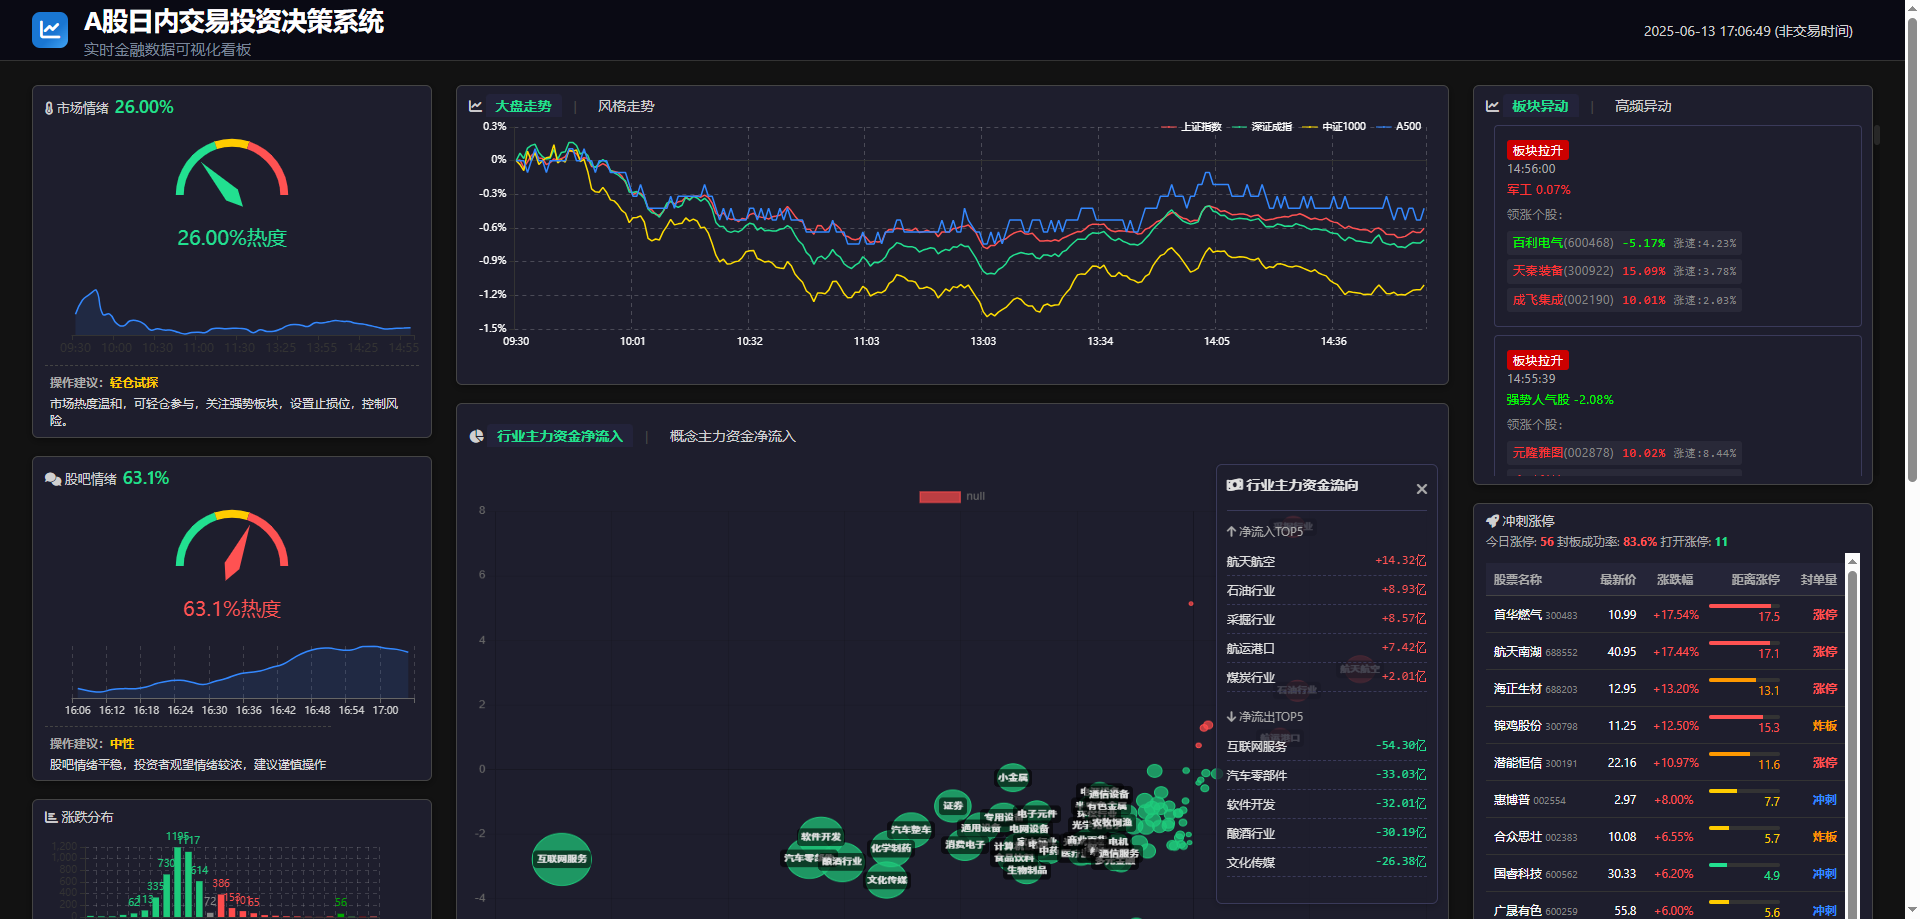 A股日内交易投资决策系统
实时金融数据可视化看板
2025-06-13 17:06:49 (非交易时间)
市场情绪 26.00%
26.00%热度
09:30 10:00 10:30 11:00 11:30 13:25 13:55 14:25 14:55
操作建议：轻仓试探
市场热度温和，可轻仓参与，关注强势板块，设置止损位，控制风
险。
股吧情绪 63.1%
63.1%热度
16:06 16:12 16:18 16:24 16:30 16:36 16:42 16:48 16:54 17:00
操作建议：中性
股吧情绪平稳，投资者观望情绪较浓，建议谨慎操作
涨跌分布
1,200
1,000
800
600
400
200
62
113
335
730
1195
1117
614
72
386
153
101
65
56
大盘走势 | 风格走势
上证指数 深证成指 中证1000 A500
0.3%
0%
-0.3%
-0.6%
-0.9%
-1.2%
-1.5%
09:30 10:01 10:32 11:03 13:03 13:34 14:05 14:36
行业主力资金净流入 | 概念主力资金净流入
null
8
6
4
2
0
-2
-4
互联网服务
软件开发
酿酒行业
汽车整车
化学制药
文化传媒
证券
消费电子
通用设备
小金属
电子元件
电网设备
食品饮料
生物制品
中药
通信设备
有色金属
农牧饲渔
电机
通信服务
航天航空
石油行业
航运港口
行业主力资金流向
净流入TOP5
航天航空 +14.32亿
石油行业 +8.93亿
采掘行业 +8.57亿
航运港口 +7.42亿
煤炭行业 +2.01亿
净流出TOP5
互联网服务 -54.30亿
汽车零部件 -33.03亿
软件开发 -32.01亿
酿酒行业 -30.19亿
文化传媒 -26.38亿
板块异动 | 高频异动
板块拉升
14:56:00
军工 0.07%
领涨个股：
百利电气(600468) -5.17% 涨速:4.23%
天秦装备(300922) 15.09% 涨速:3.78%
成飞集成(002190) 10.01% 涨速:2.03%
板块拉升
14:55:39
强势人气股 -2.08%
领涨个股：
元隆雅图(002878) 10.02% 涨速:8.44%
冲刺涨停
今日涨停: 56 封板成功率: 83.6% 打开涨停: 11
股票名称 最新价 涨跌幅 距离涨停 封单量
首华燃气 300483 10.99 +17.54% 17.5 涨停
航天南湖 688552 40.95 +17.44% 17.1 涨停
海正生材 688203 12.95 +13.20% 13.1 涨停
锦鸡股份 300798 11.25 +12.50% 15.3 炸板
潜能恒信 300191 22.16 +10.97% 11.6 涨停
惠博普 002554 2.97 +8.00% 7.7 冲刺
合众思壮 002383 10.08 +6.55% 5.7 炸板
国睿科技 600562 30.33 +6.20% 4.9 冲刺
广晟有色 600259 55.8 +6.00% 5.6 冲刺